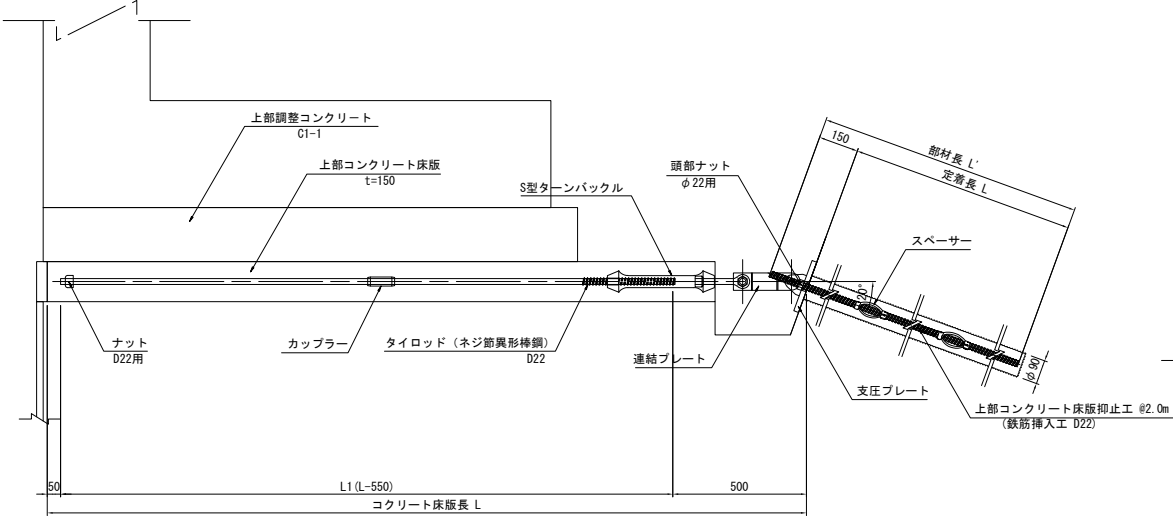 上部調整コンクリート
C1-1
上部コンクリート床版
t=150
S型ターンバックル
頭部ナット
φ22用
150
部材長 L'
定着長 L
スペーサー
20°
φ90
ナット
D22用
カップラー
タイロッド（ネジ節異形棒鋼）
D22
連結プレート
支圧プレート
上部コンクリート床版抑止工 @2.0m
(鉄筋挿入工 D22)
50
L1(L-550)
500
コクリート床版長 L